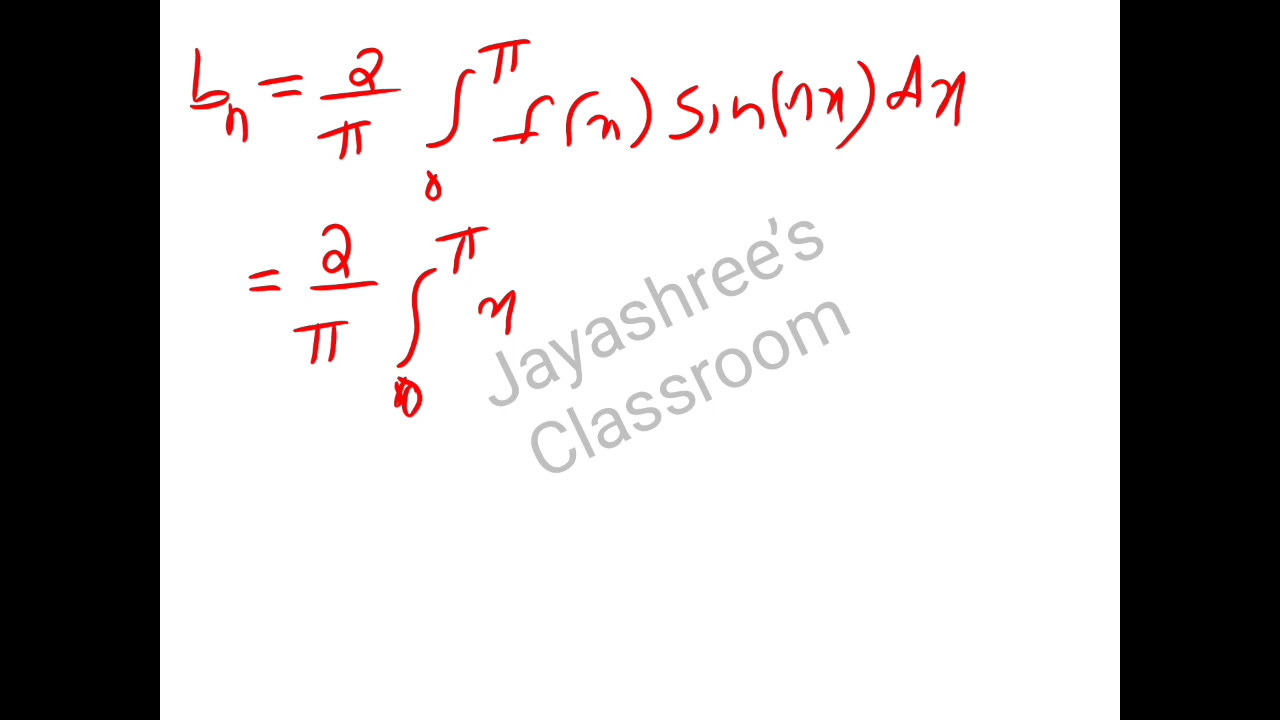 bₙ = 2/π ∫₀^π f(x) sin(nx) dx
= 2/π ∫₀^π x
Jayashree's
Classroom